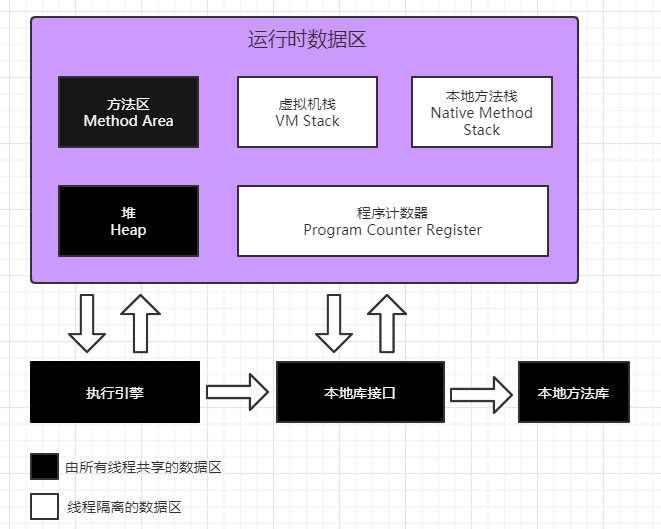 运行时数据区
方法区
Method Area
虚拟机栈
VM Stack
本地方法栈
Native Method
Stack
堆
Heap
程序计数器
Program Counter Register
执行引擎
本地库接口
本地方法库
由所有线程共享的数据区
线程隔离的数据区